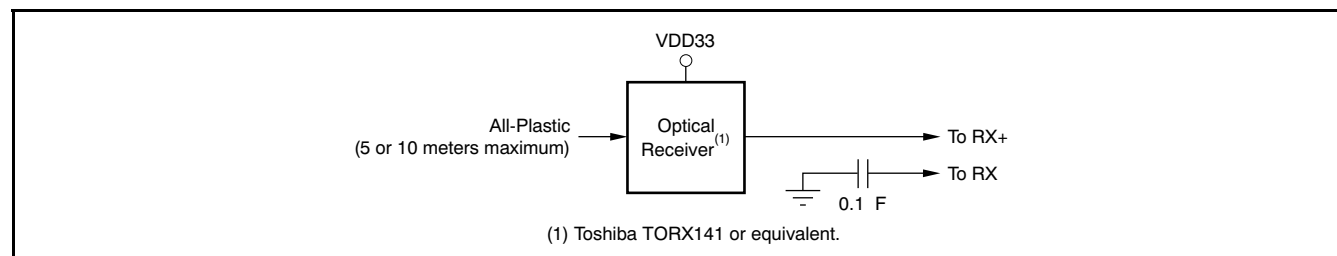 VDD33
All-Plastic
(5 or 10 meters maximum)
Optical
Receiver(1)
To RX+
To RX
0.1 F
(1) Toshiba TORX141 or equivalent.